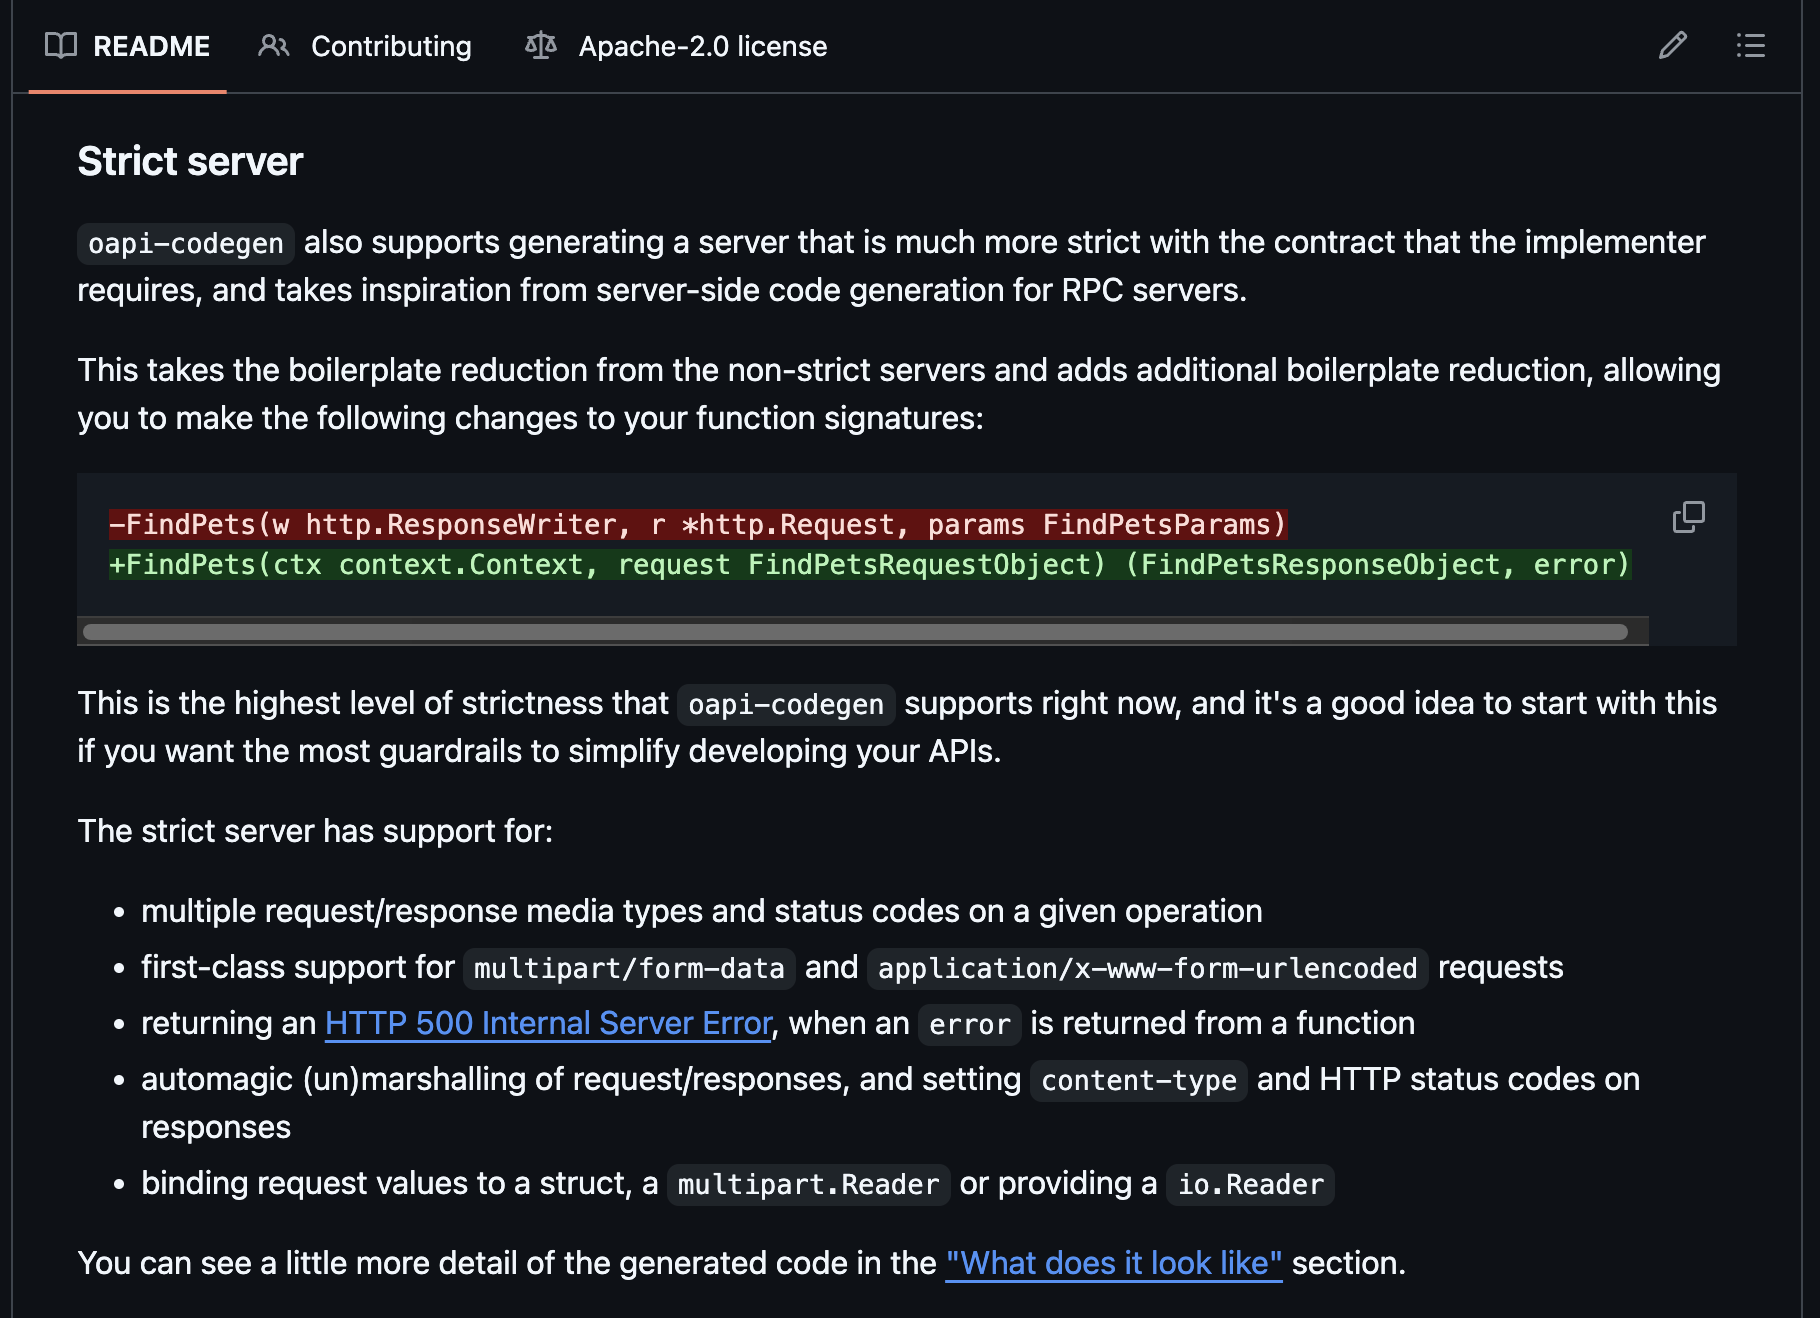 README
Contributing
Apache-2.0 license
Strict server
oapi-codegen also supports generating a server that is much more strict with the contract that the implementer
requires, and takes inspiration from server-side code generation for RPC servers.
This takes the boilerplate reduction from the non-strict servers and adds additional boilerplate reduction, allowing
you to make the following changes to your function signatures:
-FindPets(w http.ResponseWriter, r *http.Request, params FindPetsParams)
+FindPets(ctx context.Context, request FindPetsRequestObject) (FindPetsResponseObject, error)
This is the highest level of strictness that oapi-codegen supports right now, and it's a good idea to start with this
if you want the most guardrails to simplify developing your APIs.
The strict server has support for:
• multiple request/response media types and status codes on a given operation
• first-class support for multipart/form-data and application/x-www-form-urlencoded requests
• returning an HTTP 500 Internal Server Error, when an error is returned from a function
• automagic (un)marshalling of request/responses, and setting content-type and HTTP status codes on
responses
• binding request values to a struct, a multipart.Reader or providing a io.Reader
You can see a little more detail of the generated code in the "What does it look like" section.